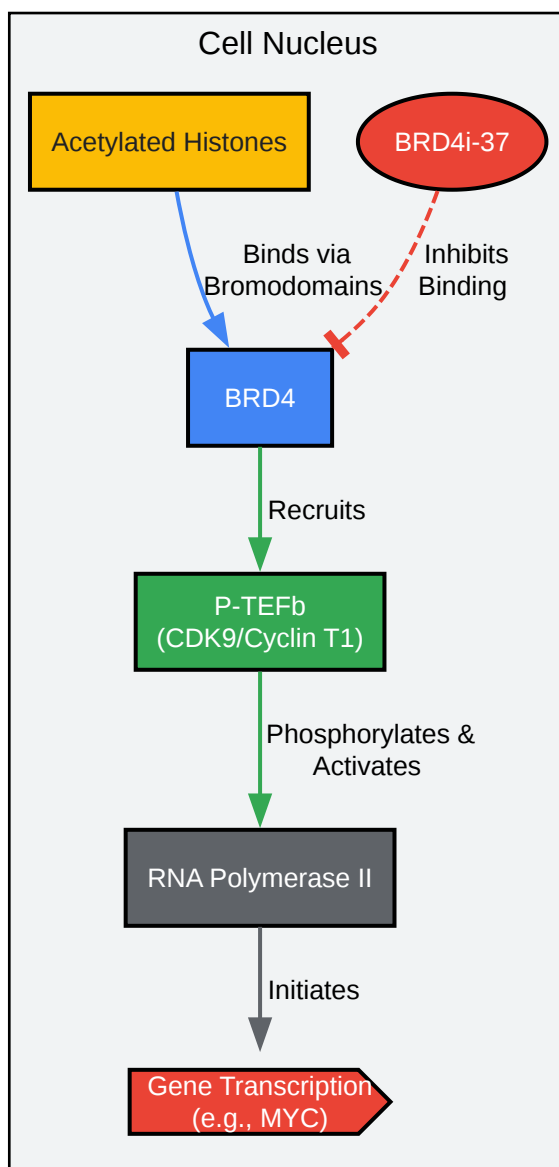 Cell Nucleus
Acetylated Histones
BRD4i-37
Binds via
Bromodomains
Inhibits
Binding
BRD4
Recruits
P-TEFb
(CDK9/Cyclin T1)
Phosphorylates &
Activates
RNA Polymerase II
Initiates
Gene Transcription
(e.g., MYC)